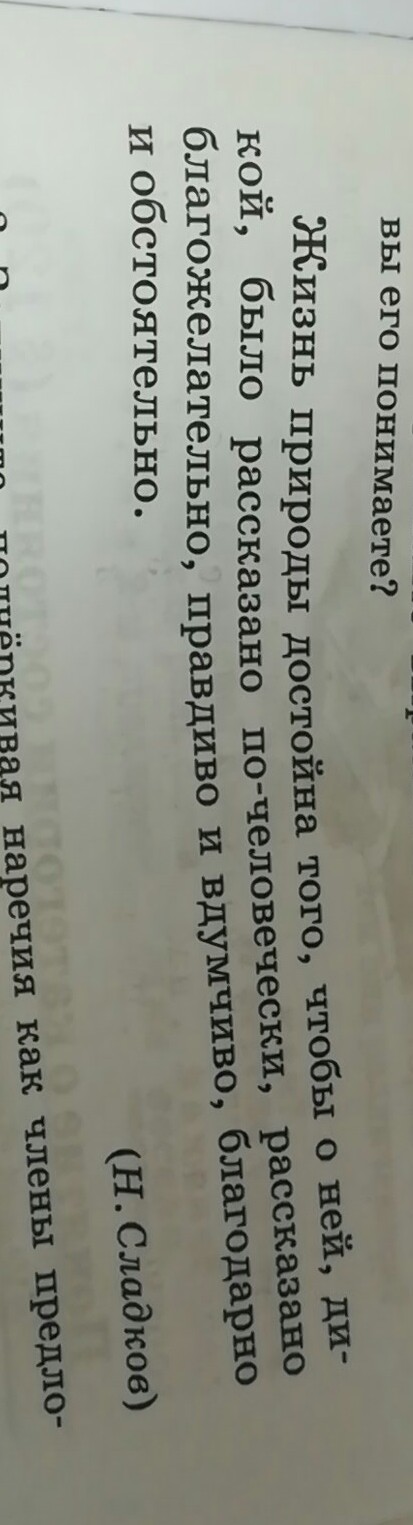 вы его понимаете?
Жизнь природы достойна того, чтобы о ней, ди-
кой, было рассказано по-человечески, рассказано
благожелательно, правдиво и вдумчиво, благодарно
и обстоятельно.
(Н. Сладков)
подчёркивая наречия как члены предло-